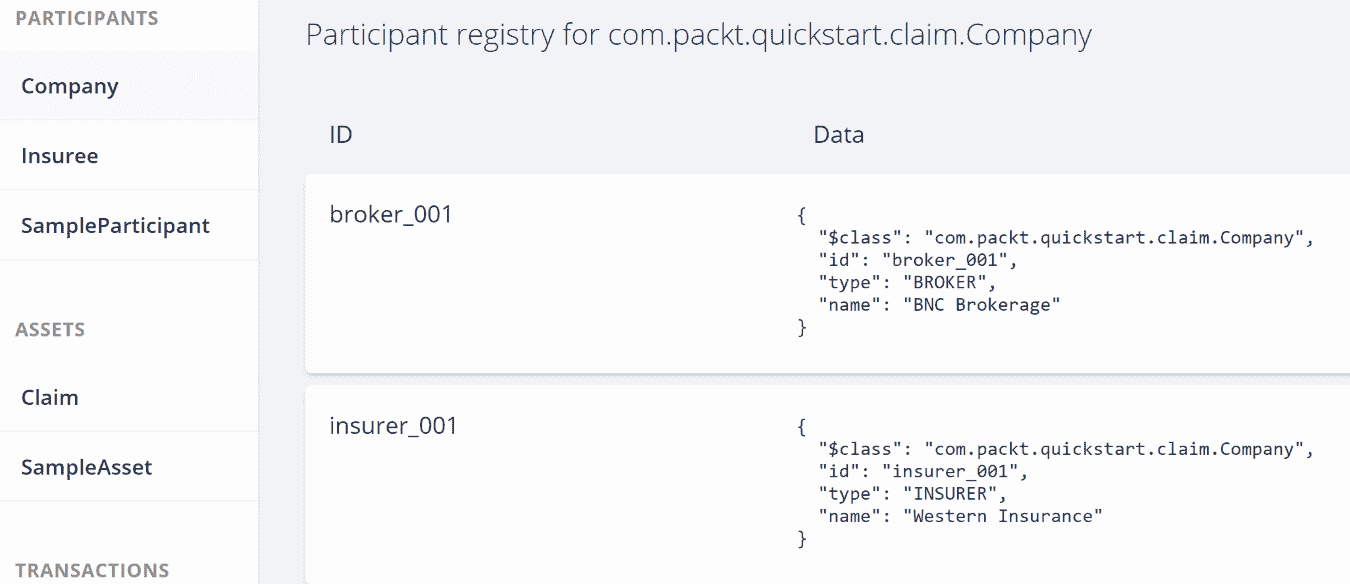 PARTICIPANTS
Company
Insuree
SampleParticipant
ASSETS
Claim
SampleAsset
TRANSACTIONS
Participant registry for com.packt.quickstart.claim.Company
ID Data
broker_001
{
"$class": "com.packt.quickstart.claim.Company",
"id": "broker_001",
"type": "BROKER",
"name": "BNC Brokerage"
}
insurer_001
{
"$class": "com.packt.quickstart.claim.Company",
"id": "insurer_001",
"type": "INSURER",
"name": "Western Insurance"
}